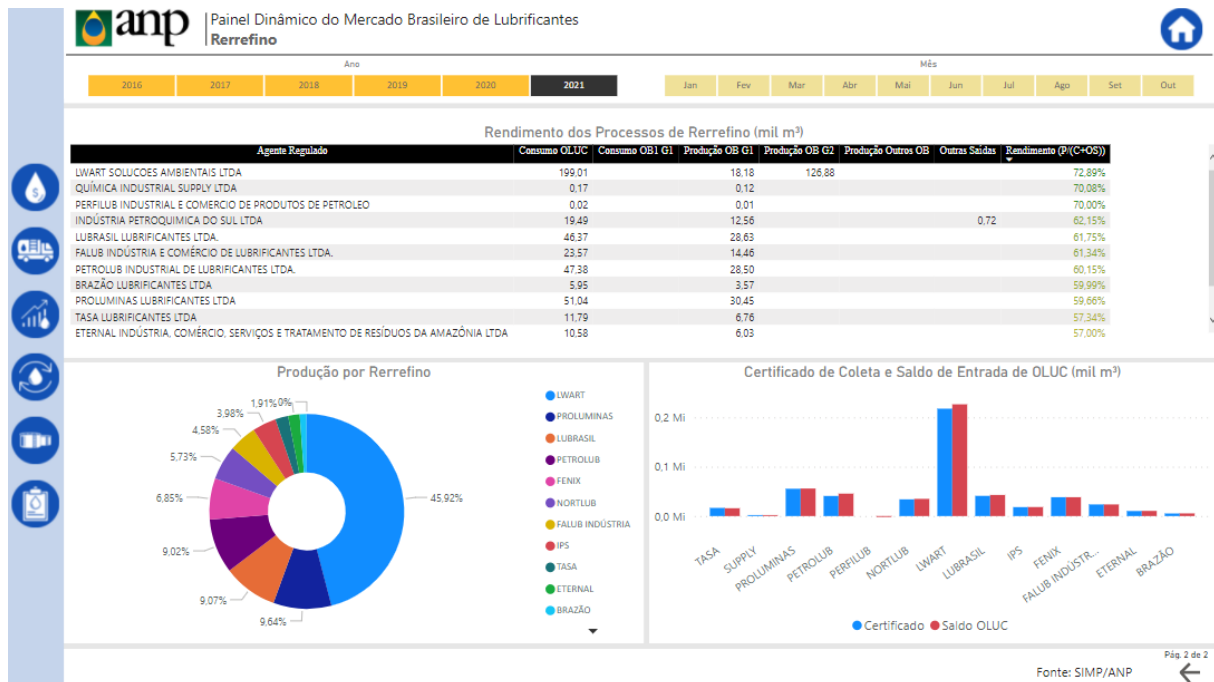 anp
Painel Dinâmico do Mercado Brasileiro de Lubrificantes
Rerrefino
Ano
Mês
2016 2017 2018 2019 2020 2021 Jan Fev Mar Abr Mai Jun Jul Ago Set Out
Rendimento dos Processos de Rerrefino (mil m³)
Agente Regulado Consumo OLUC Consumo OB1 G1 Produção OB G1 Produção OB G2 Produção Outros OB Outras Saídas Rendimento (P/(C+OS))
LWART SOLUCOES AMBIENTAIS LTDA 199,01 18,18 126,88 72,89%
QUÍMICA INDUSTRIAL SUPPLY LTDA 0,17 0,12 70,08%
PERFILUB INDUSTRIAL E COMERCIO DE PRODUTOS DE PETROLEO 0,02 0,01 70,00%
INDÚSTRIA PETROQUIMICA DO SUL LTDA 19,49 12,56 0,72 62,15%
LUBRASIL LUBRIFICANTES LTDA. 46,37 28,63 61,75%
FALUB INDÚSTRIA E COMÉRCIO DE LUBRIFICANTES LTDA. 23,57 14,46 61,34%
PETROLUB INDUSTRIAL DE LUBRIFICANTES LTDA. 47,38 28,50 60,15%
BRAZÃO LUBRIFICANTES LTDA 5,95 3,57 59,99%
PROLUMINAS LUBRIFICANTES LTDA 51,04 30,45 59,66%
TASA LUBRIFICANTES LTDA 11,79 6,76 57,34%
ETERNAL INDÚSTRIA, COMÉRCIO, SERVIÇOS E TRATAMENTO DE RESÍDUOS DA AMAZÔNIA LTDA 10,58 6,03 57,00%
Produção por Rerrefino
45,92%
9,64%
9,07%
9,02%
6,85%
5,73%
4,58%
3,98%
1,91%
0%
LWART
PROLUMINAS
LUBRASIL
PETROLUB
FENIX
NORTLUB
FALUB INDÚSTRIA
IPS
TASA
ETERNAL
BRAZÃO
Certificado de Coleta e Saldo de Entrada de OLUC (mil m³)
0,2 Mi
0,1 Mi
0,0 Mi
TASA
SUPPLY
PROLUMINAS
PETROLUB
PERFILUB
NORTLUB
LWART
LUBRASIL
IPS
FENIX
FALUB INDÚSTR...
ETERNAL
BRAZÃO
Certificado Saldo OLUC
Pág. 2 de 2
Fonte: SIMP/ANP